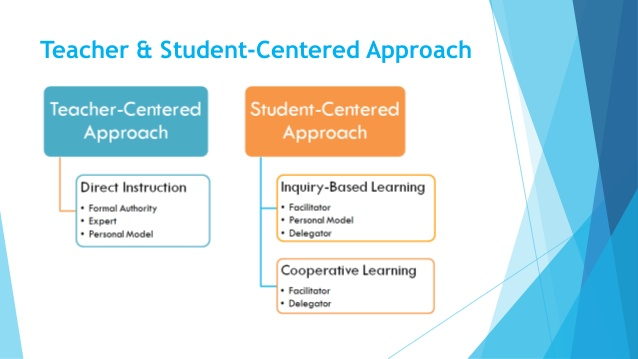 Teacher & Student-Centered Approach
Teacher-Centered
Approach
Direct Instruction
• Formal Authority
• Expert
• Personal Model
Student-Centered
Approach
Inquiry-Based Learning
• Facilitator
• Personal Model
• Delegator
Cooperative Learning
• Facilitator
• Delegator